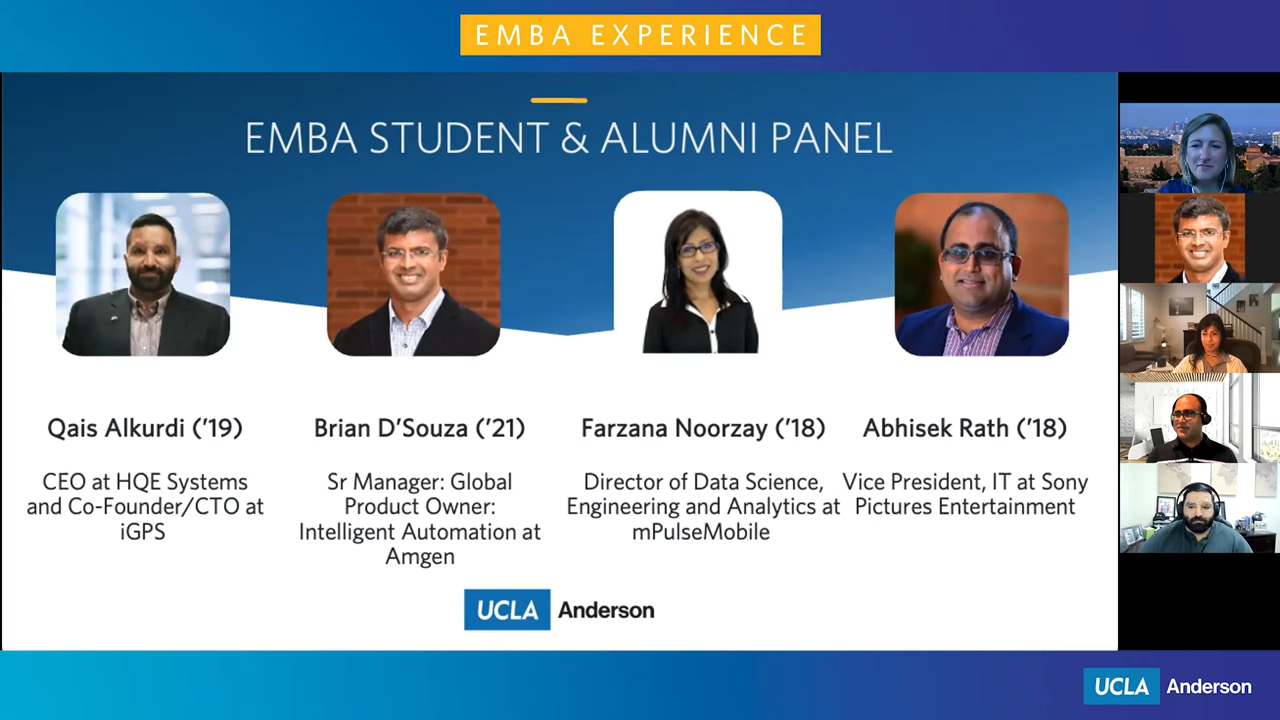 EMBA EXPERIENCE
EMBA STUDENT & ALUMNI PANEL
Qais Alkurdi (’19)
CEO at HQE Systems
and Co-Founder/CTO at
iGPS
Brian D’Souza (’21)
Sr Manager: Global
Product Owner:
Intelligent Automation at
Amgen
Farzana Noorzay (’18)
Director of Data Science,
Engineering and Analytics at
mPulseMobile
Abhisek Rath (’18)
Vice President, IT at Sony
Pictures Entertainment
UCLA Anderson
UCLA Anderson